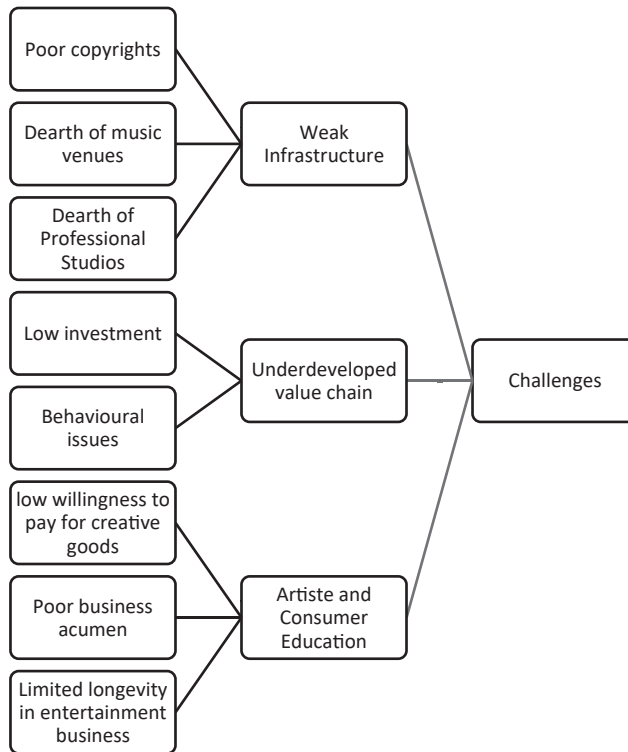 Poor copyrights
Dearth of music
venues
Dearth of
Professional
Studios
Weak
Infrastructure
Low investment
Behavioural
issues
Underdeveloped
value chain
Challenges
low willingness to
pay for creative
goods
Poor business
acumen
Limited longevity
in entertainment
business
Artiste and
Consumer
Education